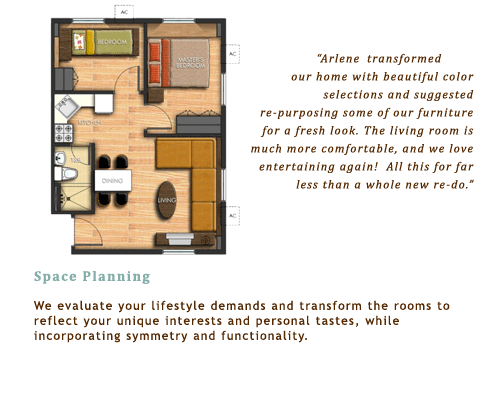 AC
BEDROOM
MASTER'S
BEDROOM
AC
KITCHEN
T&B
DINING
LIVING
AC
“Arlene transformed
our home with beautiful color
selections and suggested
re-purposing some of our furniture
for a fresh look. The living room is
much more comfortable, and we love
entertaining again! All this for far
less than a whole new re-do.”
Space Planning
We evaluate your lifestyle demands and transform the rooms to
reflect your unique interests and personal tastes, while
incorporating symmetry and functionality.